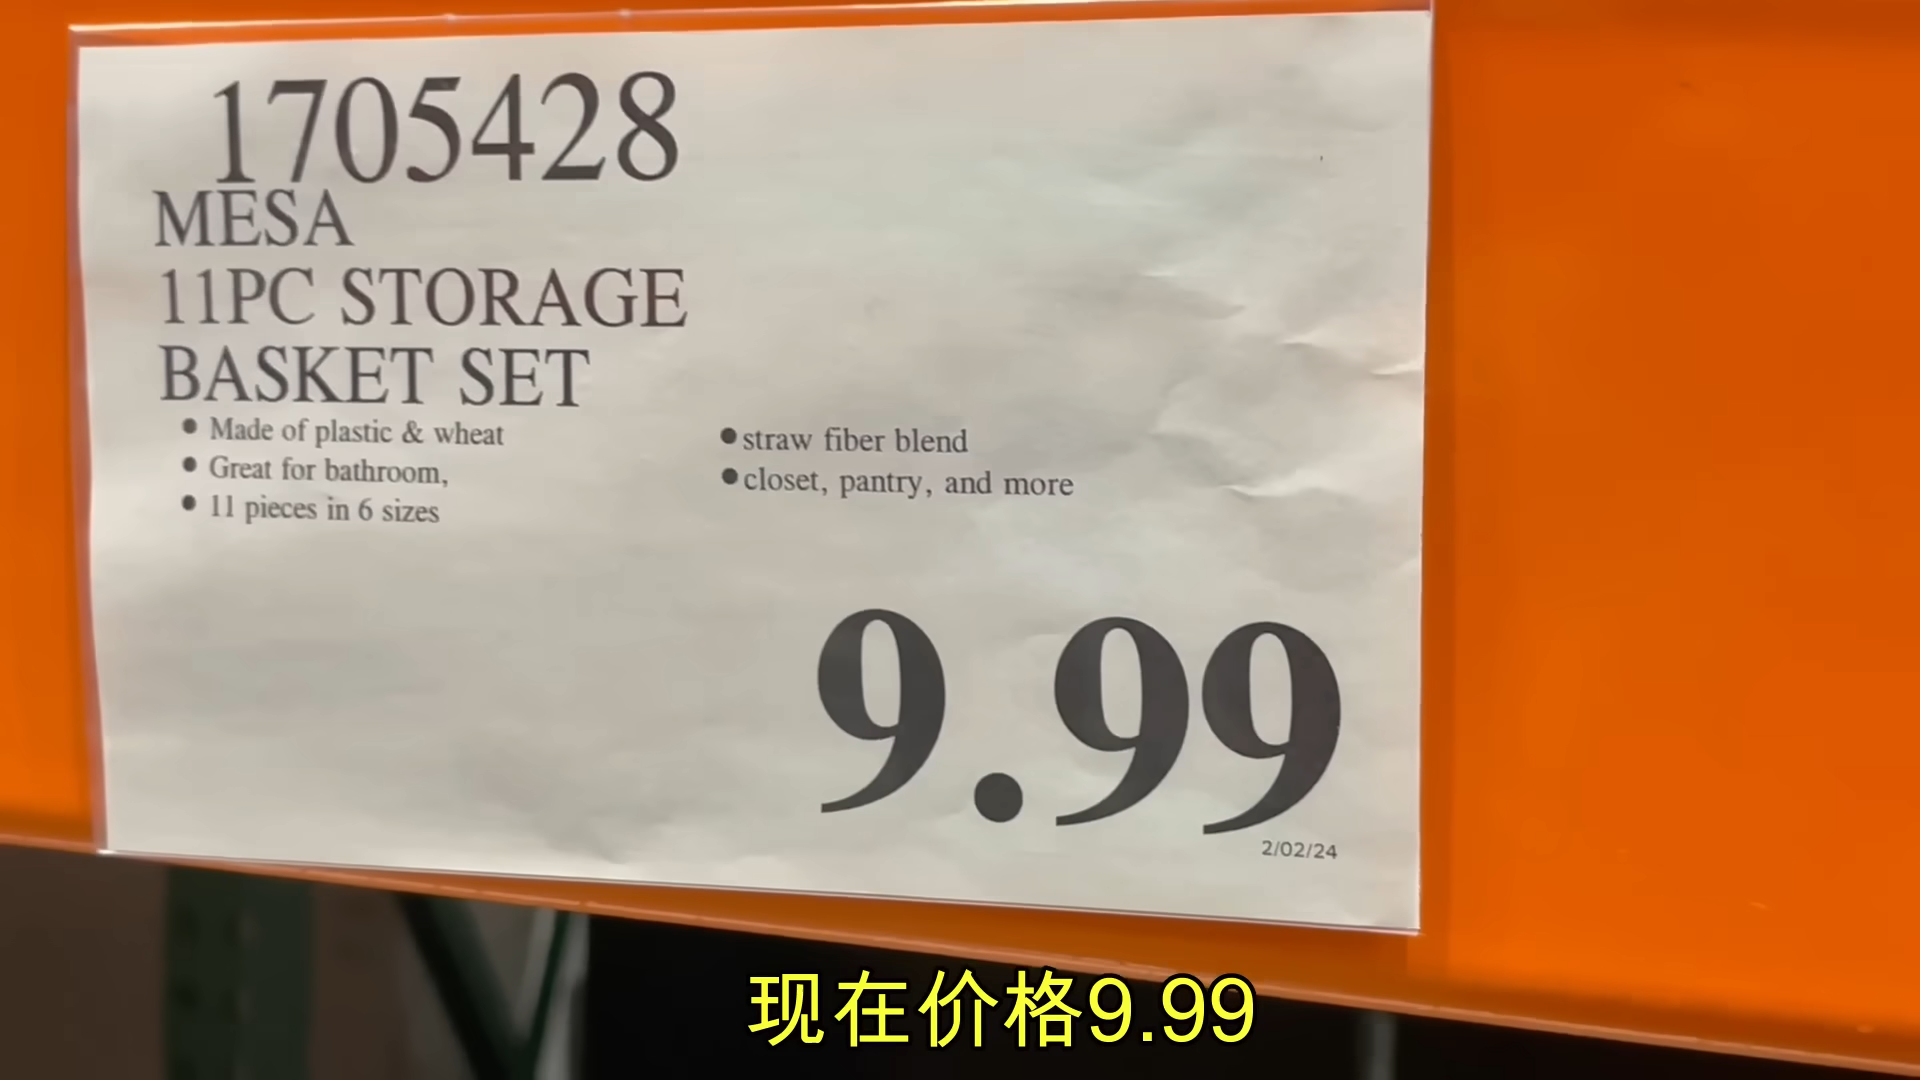 1705428
MESA
11PC STORAGE
BASKET SET
● Made of plastic & wheat
● straw fiber blend
● Great for bathroom,
● closet, pantry, and more
● 11 pieces in 6 sizes
9.99
2/02/24
现在价格9.99